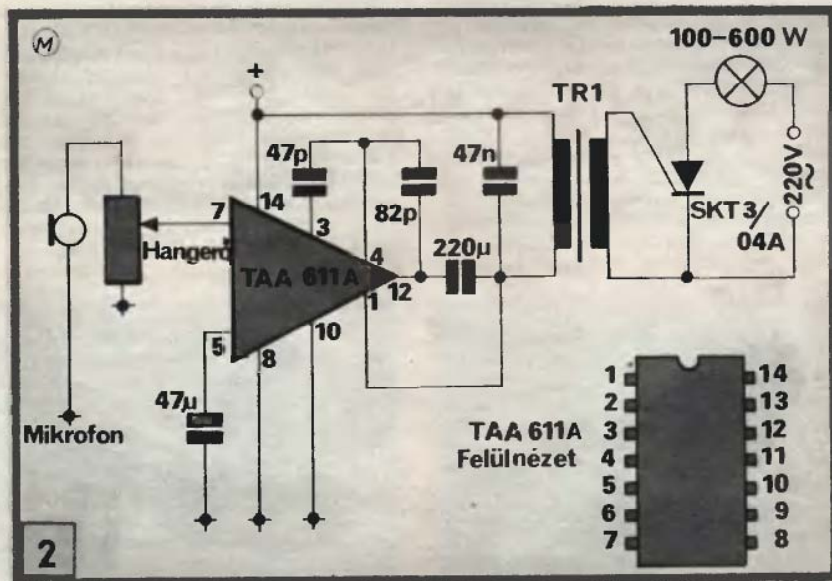 M
100-600 W
+
TR1
47p
47n
14
7
3
82p
220V
~
SKT 3/
04A
Hangerő
TAA 611A
4
220μ
12
1
5
8
10
47μ
Mikrofon
TAA 611A
Felülnézet
1
2
3
4
5
6
7
14
13
12
11
10
9
8
2